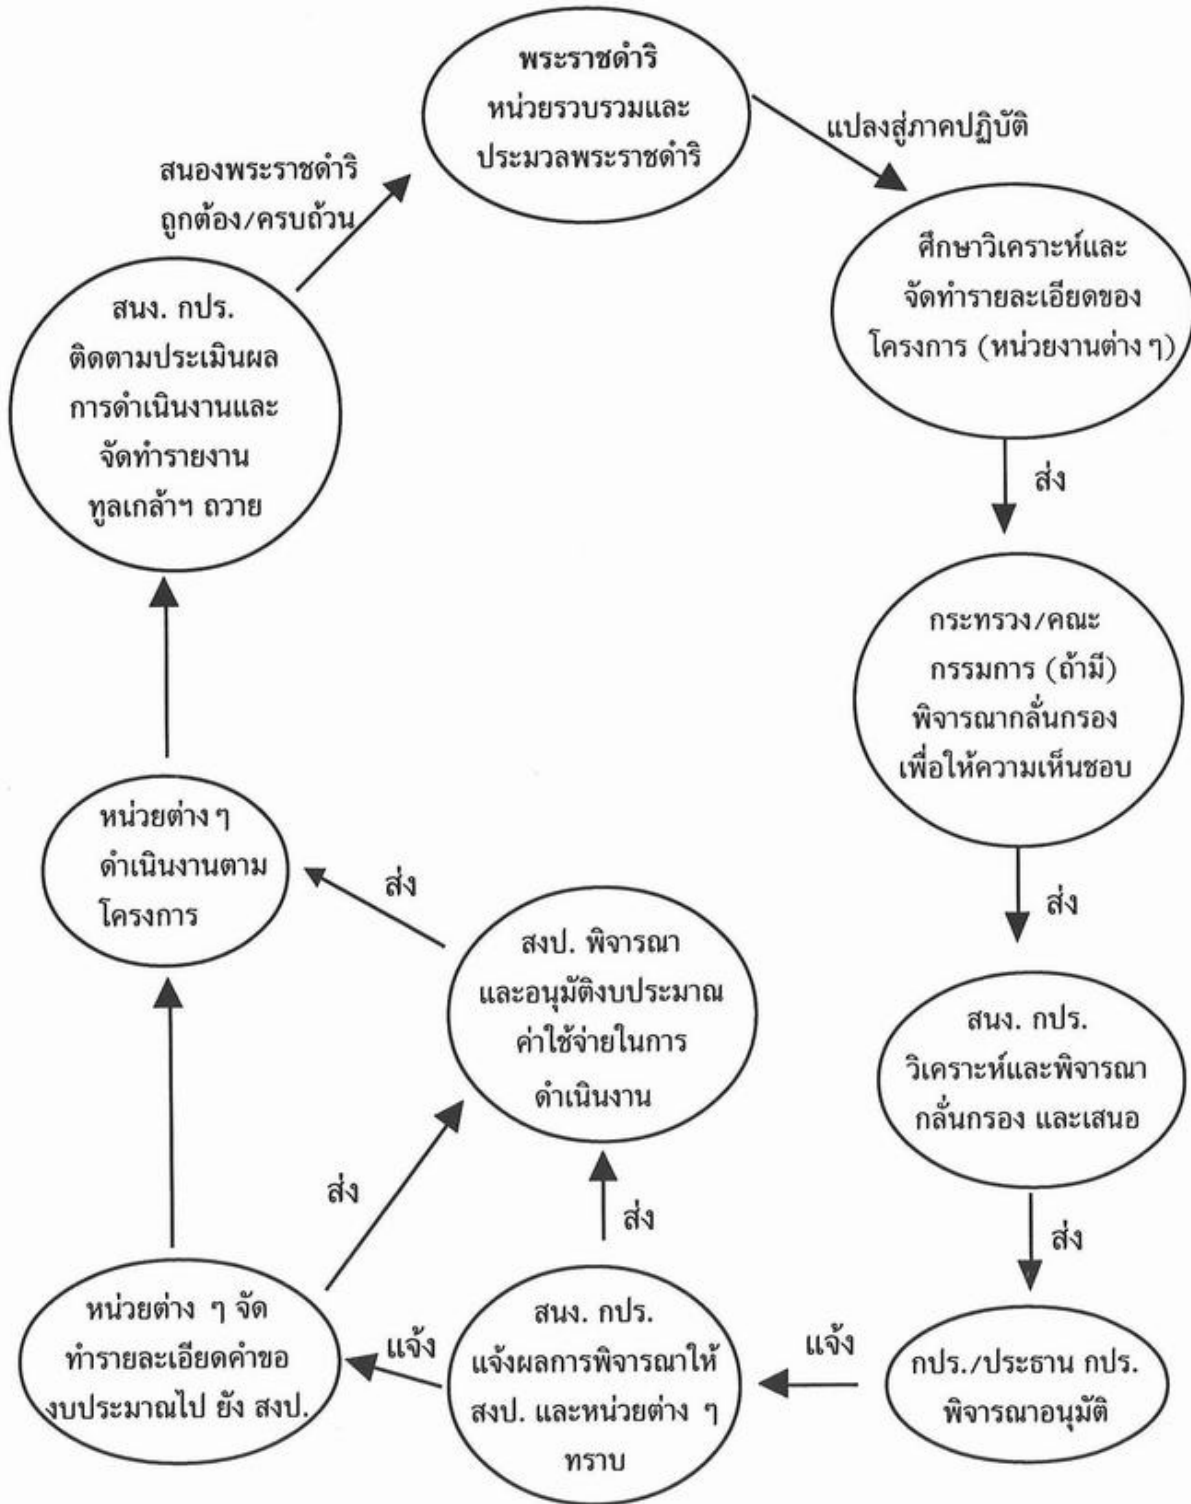 พระราชดำริ
หน่วยรวบรวมและ
ประมวลพระราชดำริ
แปลงสู่ภาคปฏิบัติ
ศึกษาวิเคราะห์และ
จัดทำรายละเอียดของ
โครงการ (หน่วยงานต่าง ๆ)
ส่ง
กระทรวง/คณะ
กรรมการ (ถ้ามี)
พิจารณากลั่นกรอง
เพื่อให้ความเห็นชอบ
ส่ง
สนง. กปร.
วิเคราะห์และพิจารณา
กลั่นกรอง และเสนอ
ส่ง
กปร./ประธาน กปร.
พิจารณาอนุมัติ
แจ้ง
สนง. กปร.
แจ้งผลการพิจารณาให้
สงป. และหน่วยต่าง ๆ
ทราบ
แจ้ง
ส่ง
หน่วยต่าง ๆ จัด
ทำรายละเอียดคำขอ
งบประมาณไป ยัง สงป.
ส่ง
สงป. พิจารณา
และอนุมัติงบประมาณ
ค่าใช้จ่ายในการ
ดำเนินงาน
ส่ง
หน่วยต่าง ๆ
ดำเนินงานตาม
โครงการ
สนง. กปร.
ติดตามประเมินผล
การดำเนินงานและ
จัดทำรายงาน
ทูลเกล้าฯ ถวาย
สนองพระราชดำริ
ถูกต้อง/ครบถ้วน